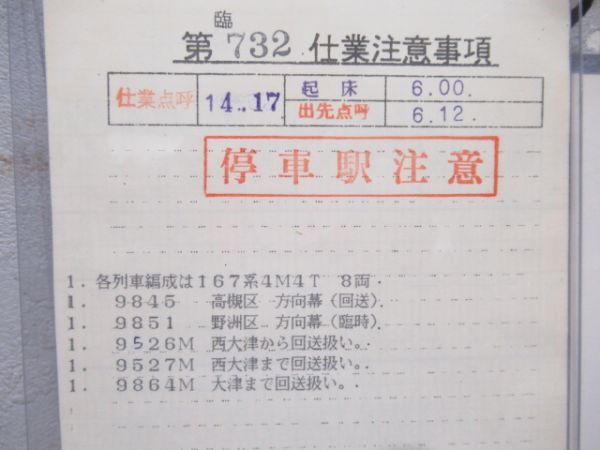 臨
第732仕業注意事項
仕業点呼 14..17 起床 6.00.
出先点呼 6.12.
停車駅注意
1. 各列車編成は167系4M4T 8両.
1. 9845 高槻区 方向幕(回送)
1. 9851 野洲区 方向幕(臨時)
1. 9526M 西大津から回送扱い。.
1. 9527M 西大津まで回送扱い。.
1. 9864M 大津まで回送扱い。.